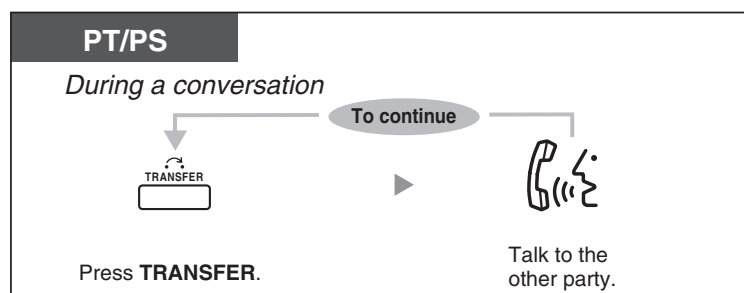 PT/PS
During a conversation
To continue
TRANSFER
Press TRANSFER.
Talk to the
other party.